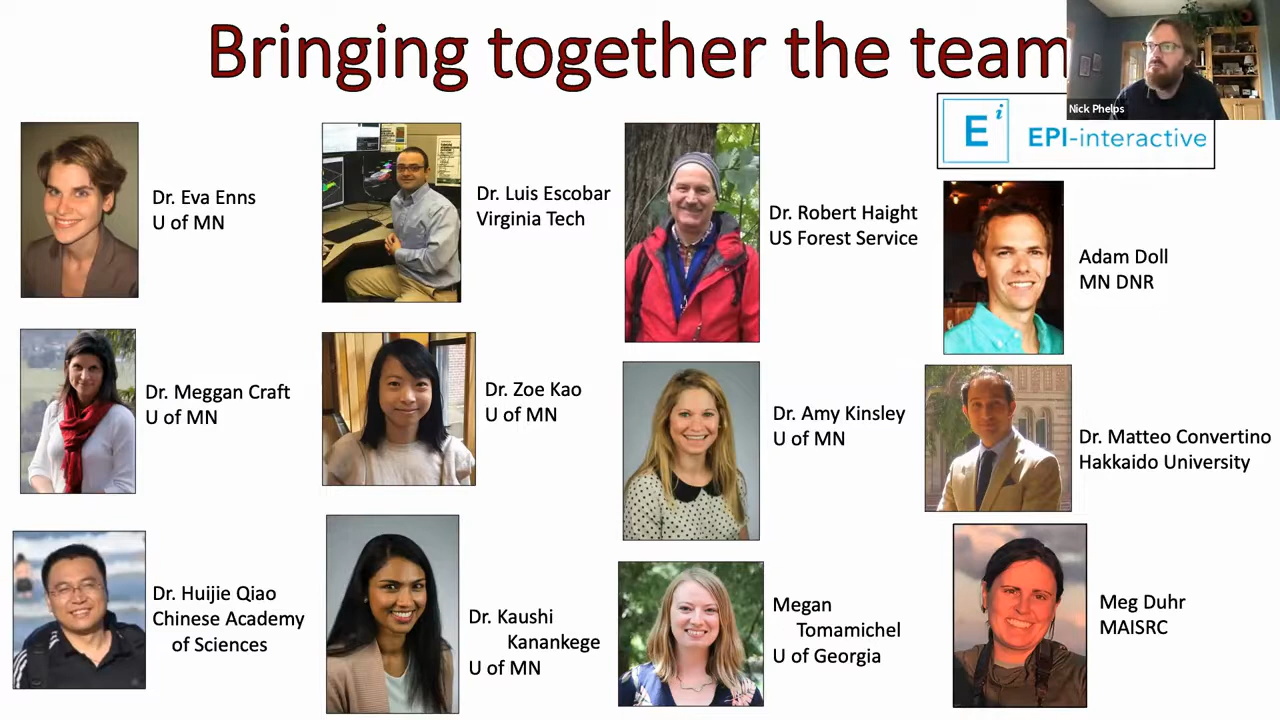 Bringing together the team
Nick Phelps
Ei
EPI-interactive
Dr. Eva Enns
U of MN
Dr. Luis Escobar
Virginia Tech
Dr. Robert Haight
US Forest Service
Adam Doll
MN DNR
Dr. Meggan Craft
U of MN
Dr. Zoe Kao
U of MN
Dr. Amy Kinsley
U of MN
Dr. Matteo Convertino
Hakkaido University
Dr. Huijie Qiao
Chinese Academy
of Sciences
Dr. Kaushi
Kanankege
U of MN
Megan
Tomamichel
U of Georgia
Meg Duhr
MAISRC